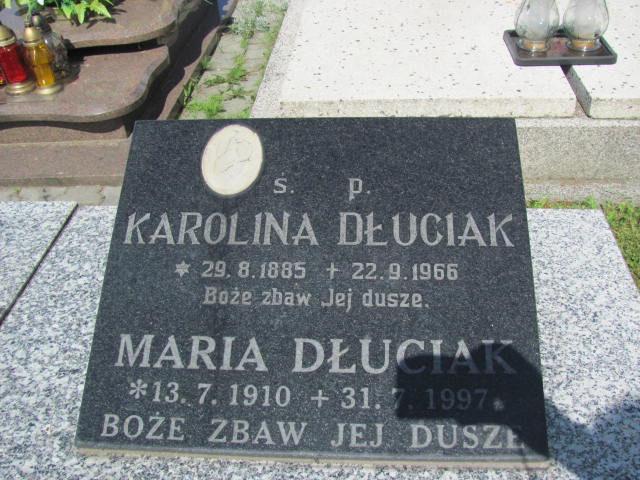 ś. p.
KAROLINA DŁUCIAK
* 29. 8. 1885 + 22. 9. 1966
Boże zbaw Jej dusze.
MARIA DŁUCIAK
* 13. 7. 1910 + 31. 7. 1997.
BOŻE ZBAW JEJ DUSZE